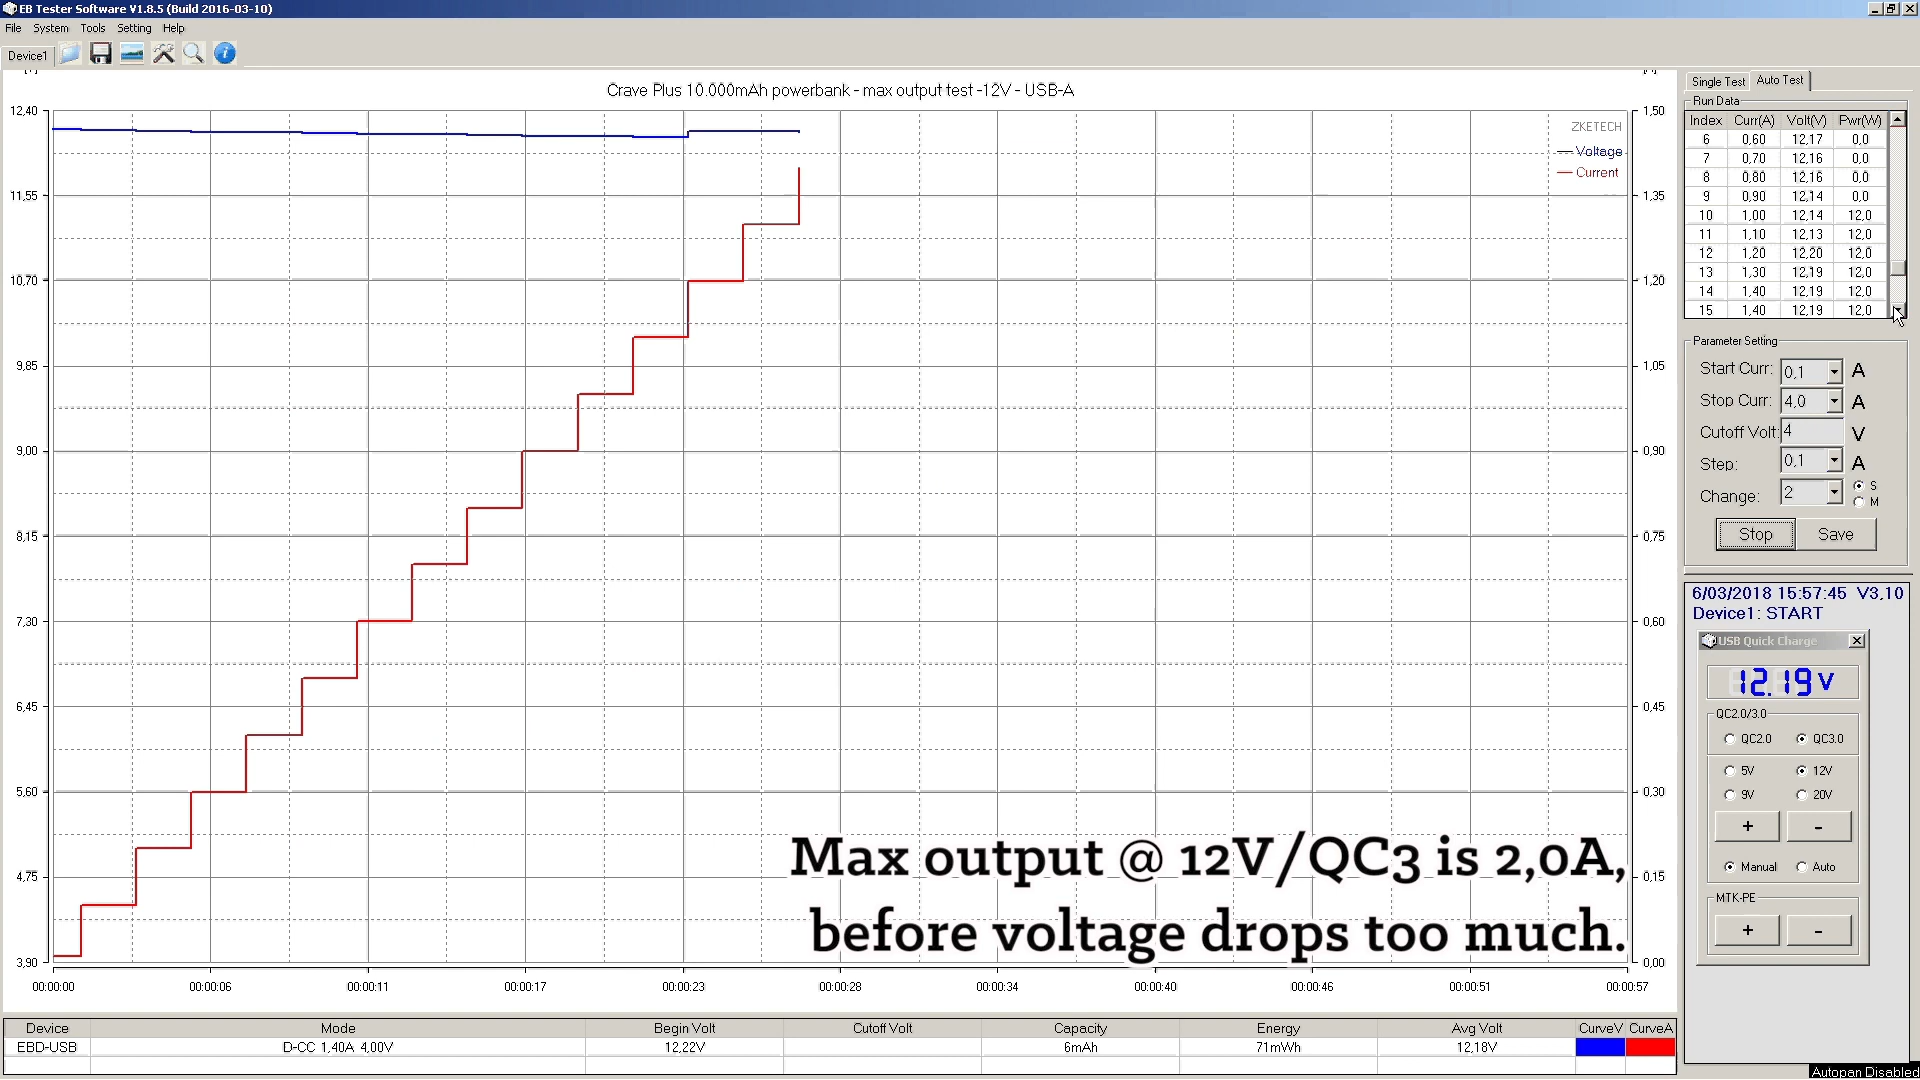 EB Tester Software V1.8.5 (Build 2016-03-10)
File System Tools Setting Help
Device1
Crave Plus 10.000mAh powerbank - max output test -12V - USB-A
ZKETECH
Voltage
Current
12,40
11,55
10,70
9,85
9,00
8,15
7,30
6,45
5,60
4,75
3,90
1,50
1,35
1,20
1,05
0,90
0,75
0,60
0,45
0,30
0,15
0,00
00:00:00 00:00:06 00:00:11 00:00:17 00:00:23 00:00:28 00:00:34 00:00:40 00:00:46 00:00:51 00:00:57
Max output @ 12V/QC3 is 2,0A,
before voltage drops too much.
Device Mode Begin Volt Cutoff Volt Capacity Energy Avg Volt CurveV CurveA
EBD-USB D-CC 1,40A 4,00V 12,22V 6mAh 71mWh 12,18V
Single Test Auto Test
Run Data
Index Curr(A) Volt(V) Pwr(W)
6 0,60 12,17 0,0
7 0,70 12,16 0,0
8 0,80 12,16 0,0
9 0,90 12,14 0,0
10 1,00 12,14 12,0
11 1,10 12,13 12,0
12 1,20 12,20 12,0
13 1,30 12,19 12,0
14 1,40 12,19 12,0
15 1,40 12,19 12,0
Parameter Setting
Start Curr: 0,1 A
Stop Curr: 4,0 A
Cutoff Volt: 4 V
Step: 0,1 A
Change: 2 S M
Stop Save
6/03/2018 15:57:45 V3,10
Device1: START
USB Quick Charge
12.19 V
QC2.0/3.0
QC2.0 QC3.0
5V 12V
9V 20V
+ -
Manual Auto
MTK-PE
+ -
Autopan Disabled